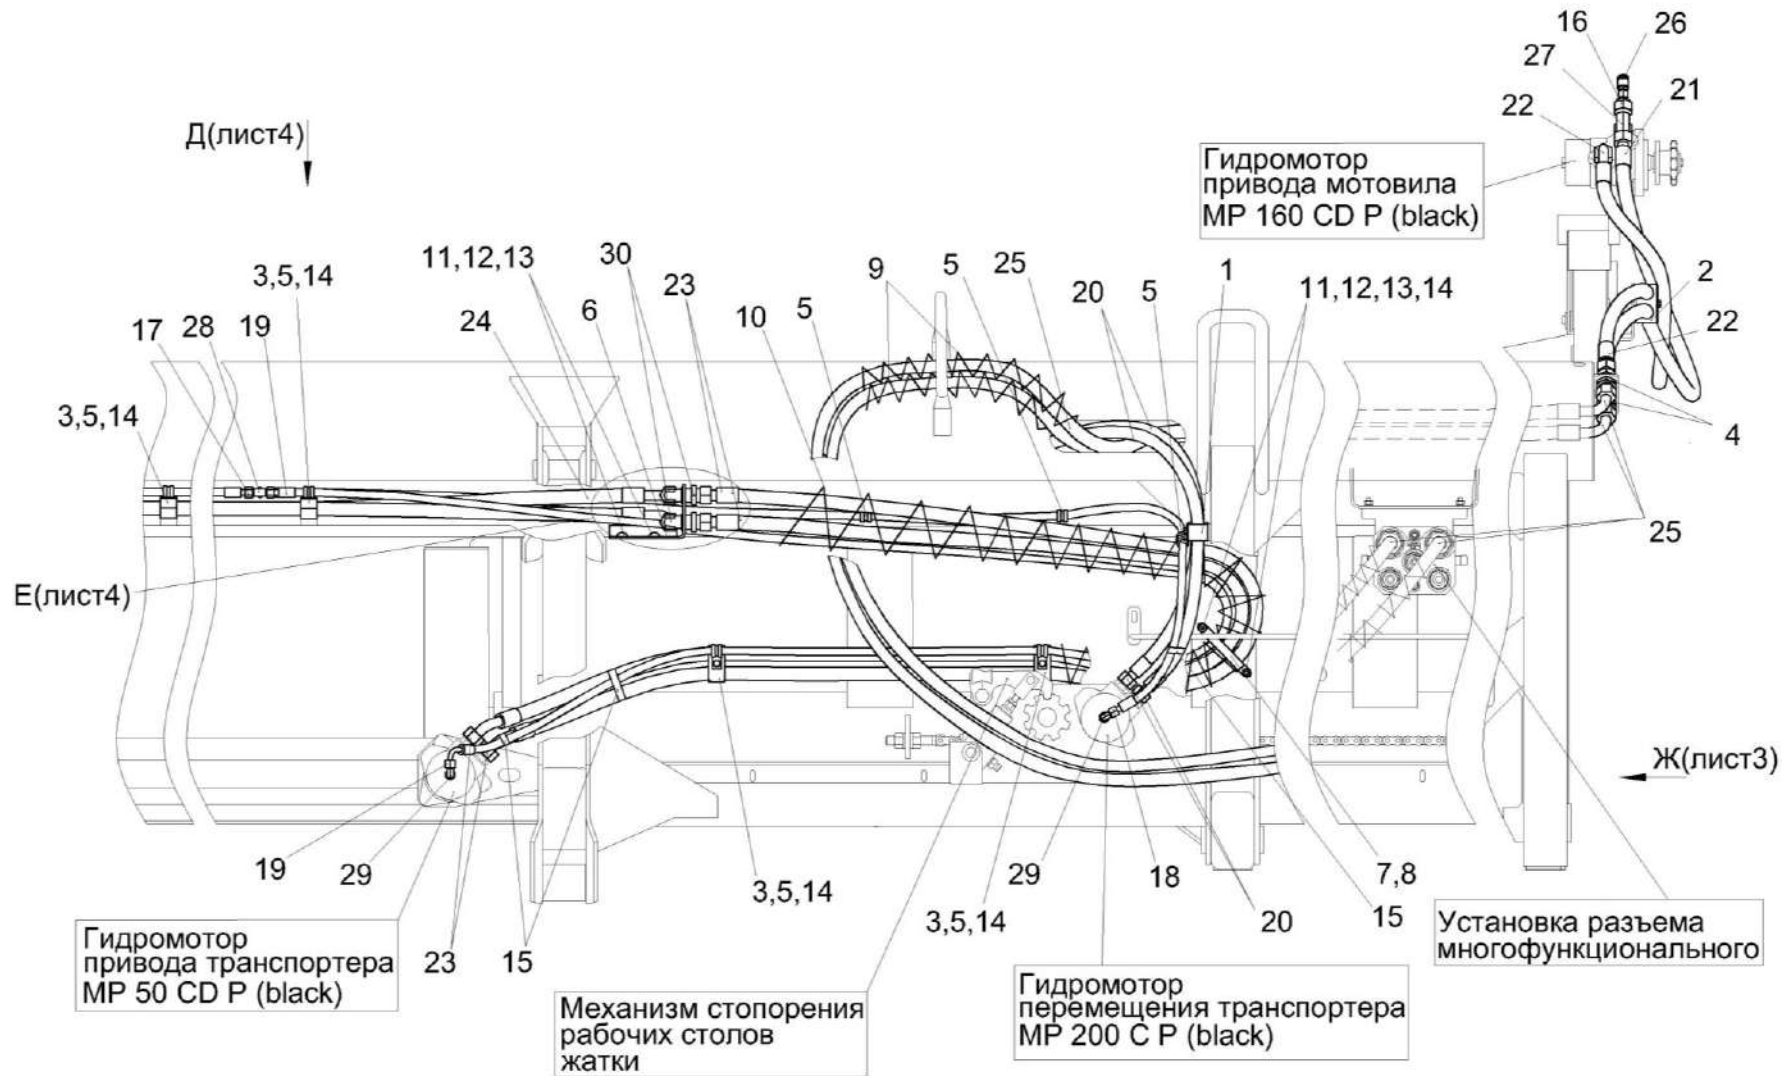 16
26
27
21
22
Д(лист4)
Гидромотор
привода мотовила
MP 160 CD P (black)
11,12,13
30
9
5
25
1
2
3,5,14
23
20
5
11,12,13,14
17
28
19
24
6
10
5
22
3,5,14
4
25
Е(лист4)
Ж(лист3)
19
29
3,5,14
29
18
7,8
3,5,14
20
15
Гидромотор
привода транспортера
MP 50 CD P (black)
23
15
Установка разъема
многофункционального
Механизм стопорения
рабочих столов
жатки
Гидромотор
перемещения транспортера
MP 200 C P (black)